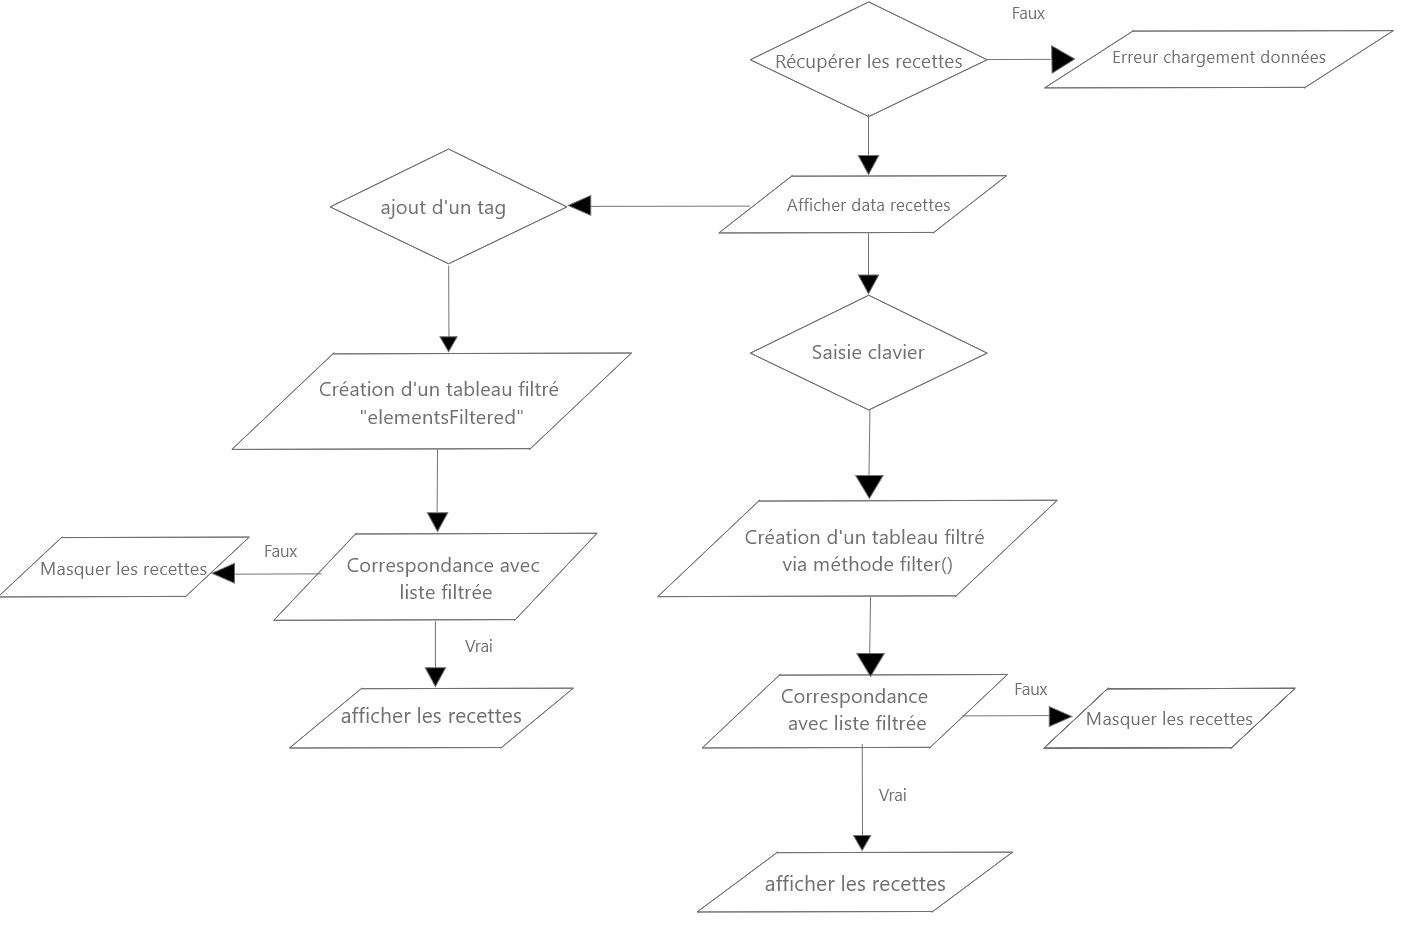 Faux
Récupérer les recettes
Erreur chargement données
ajout d'un tag
Afficher data recettes
Saisie clavier
Création d'un tableau filtré
"elementsFiltered"
Création d'un tableau filtré
via méthode filter()
Faux
Masquer les recettes
Correspondance avec
liste filtrée
Vrai
afficher les recettes
Correspondance
avec liste filtrée
Faux
Masquer les recettes
Vrai
afficher les recettes